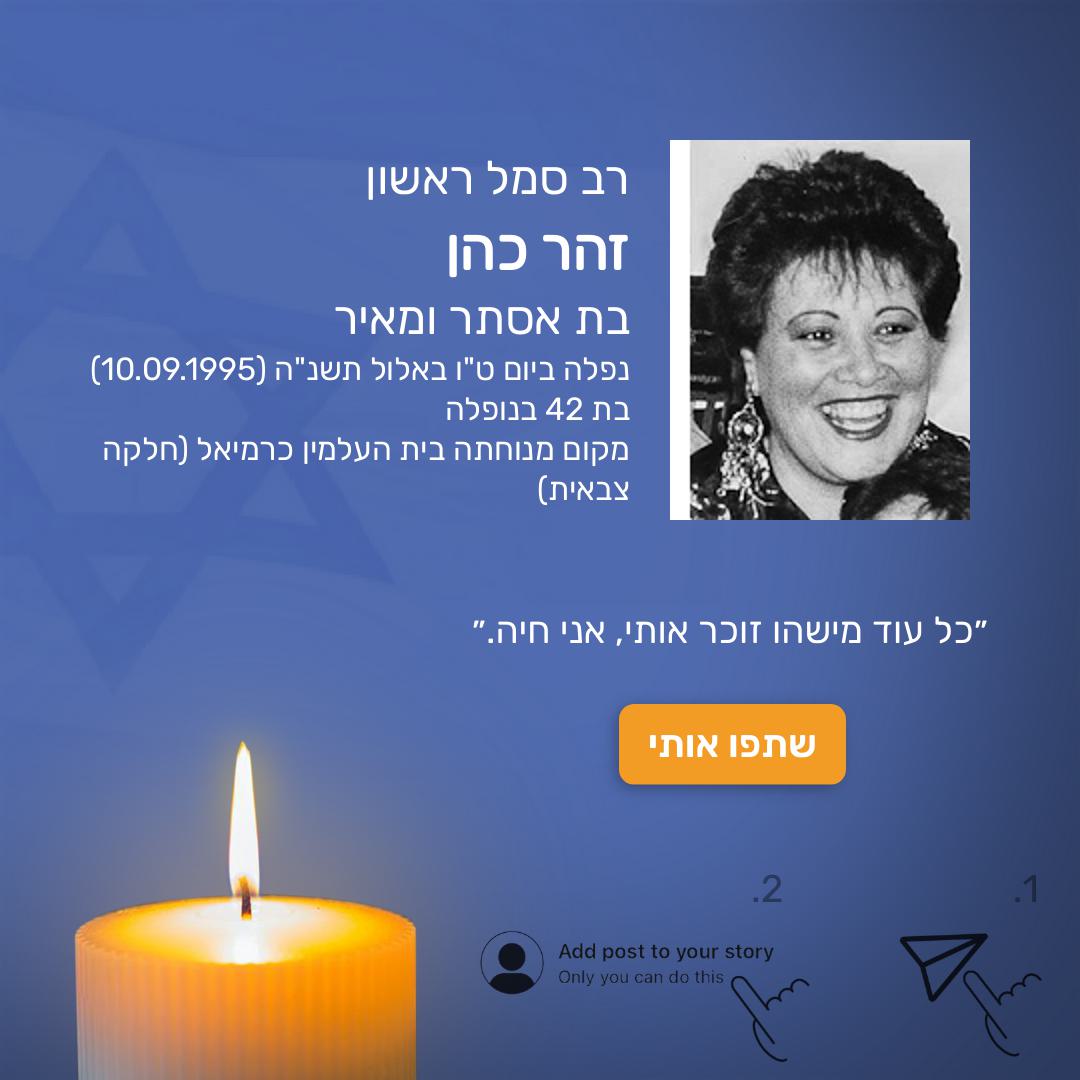 רב סמל ראשון
זהר כהן
בת אסתר ומאיר
נפלה ביום ט"ו באלול תשנ"ה (10.09.1995)
בת 42 בנופלה
מקום מנוחתה בית העלמין כרמיאל (חלקה
צבאית)
״כל עוד מישהו זוכר אותי, אני חיה.״
שתפו אותי
1.
2.
Add post to your story
Only you can do this